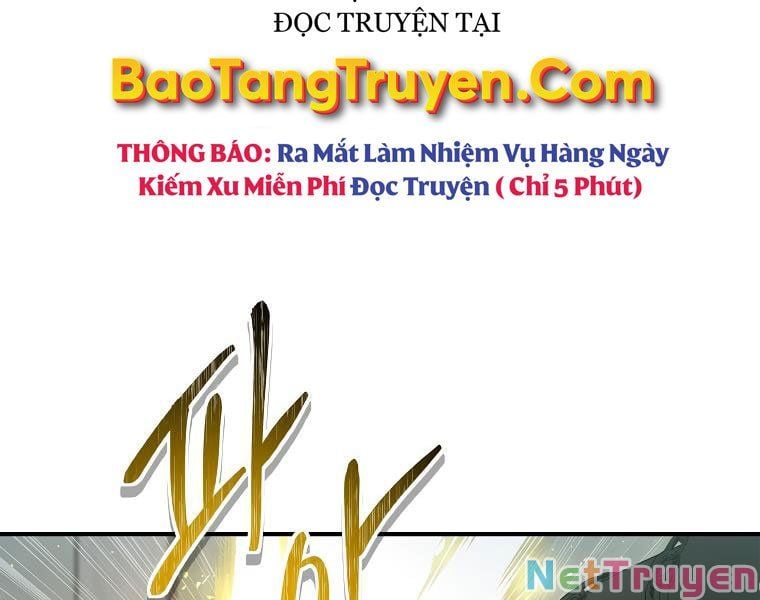 ĐỌC TRUYỆN TẠI
BaoTangTruyen.Com
THÔNG BÁO: Ra Mắt Làm Nhiệm Vụ Hàng Ngày
Kiếm Xu Miễn Phí Đọc Truyện ( Chỉ 5 Phút)
파
NetTruyen